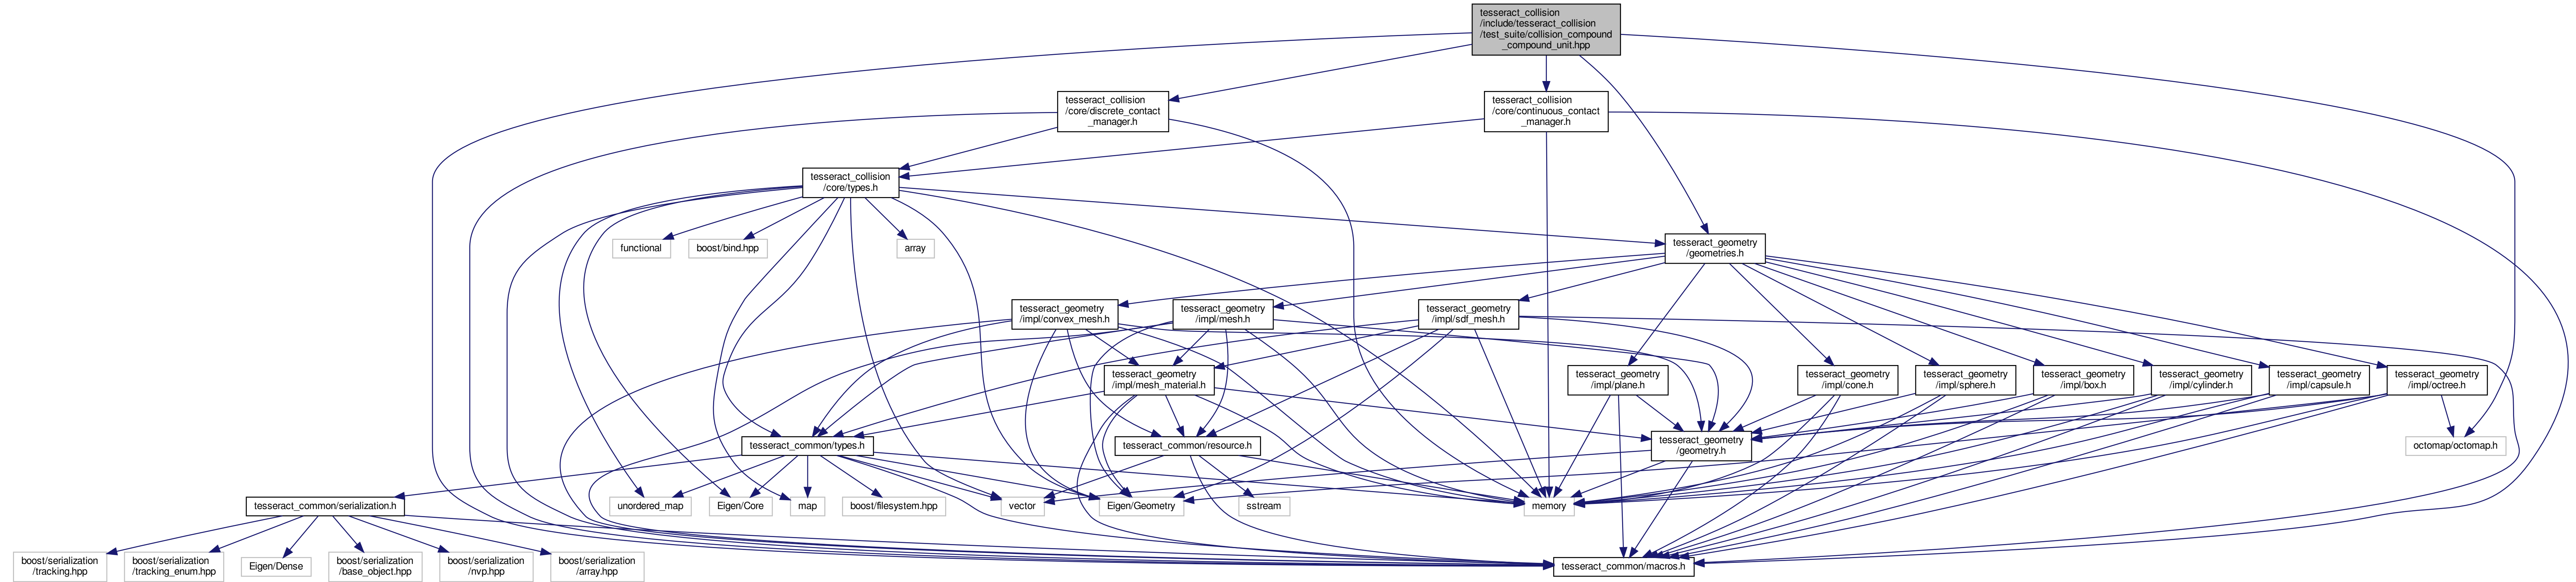 tesseract_collision
/include/tesseract_collision
/test_suite/collision_compound
_compound_unit.hpp
tesseract_collision
/core/discrete_contact
_manager.h
tesseract_collision
/core/continuous_contact
_manager.h
tesseract_collision
/core/types.h
functional
boost/bind.hpp
array
tesseract_geometry
/geometries.h
tesseract_geometry
/impl/convex_mesh.h
tesseract_geometry
/impl/mesh.h
tesseract_geometry
/impl/sdf_mesh.h
tesseract_geometry
/impl/mesh_material.h
tesseract_geometry
/impl/plane.h
tesseract_geometry
/impl/cone.h
tesseract_geometry
/impl/sphere.h
tesseract_geometry
/impl/box.h
tesseract_geometry
/impl/cylinder.h
tesseract_geometry
/impl/capsule.h
tesseract_geometry
/impl/octree.h
tesseract_common/types.h
tesseract_common/resource.h
tesseract_geometry
/geometry.h
octomap/octomap.h
tesseract_common/serialization.h
unordered_map
Eigen/Core
map
boost/filesystem.hpp
vector
Eigen/Geometry
sstream
memory
boost/serialization
/tracking.hpp
boost/serialization
/tracking_enum.hpp
Eigen/Dense
boost/serialization
/base_object.hpp
boost/serialization
/nvp.hpp
boost/serialization
/array.hpp
tesseract_common/macros.h